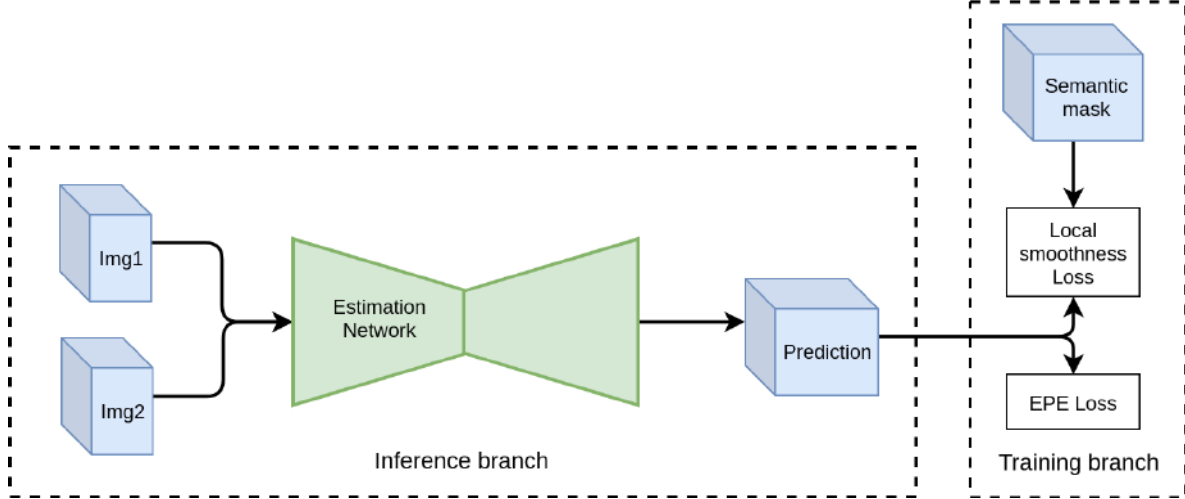 Semantic
mask
Img1
Local
smoothness
Loss
Estimation
Network
Prediction
Img2
EPE Loss
Inference branch
Training branch